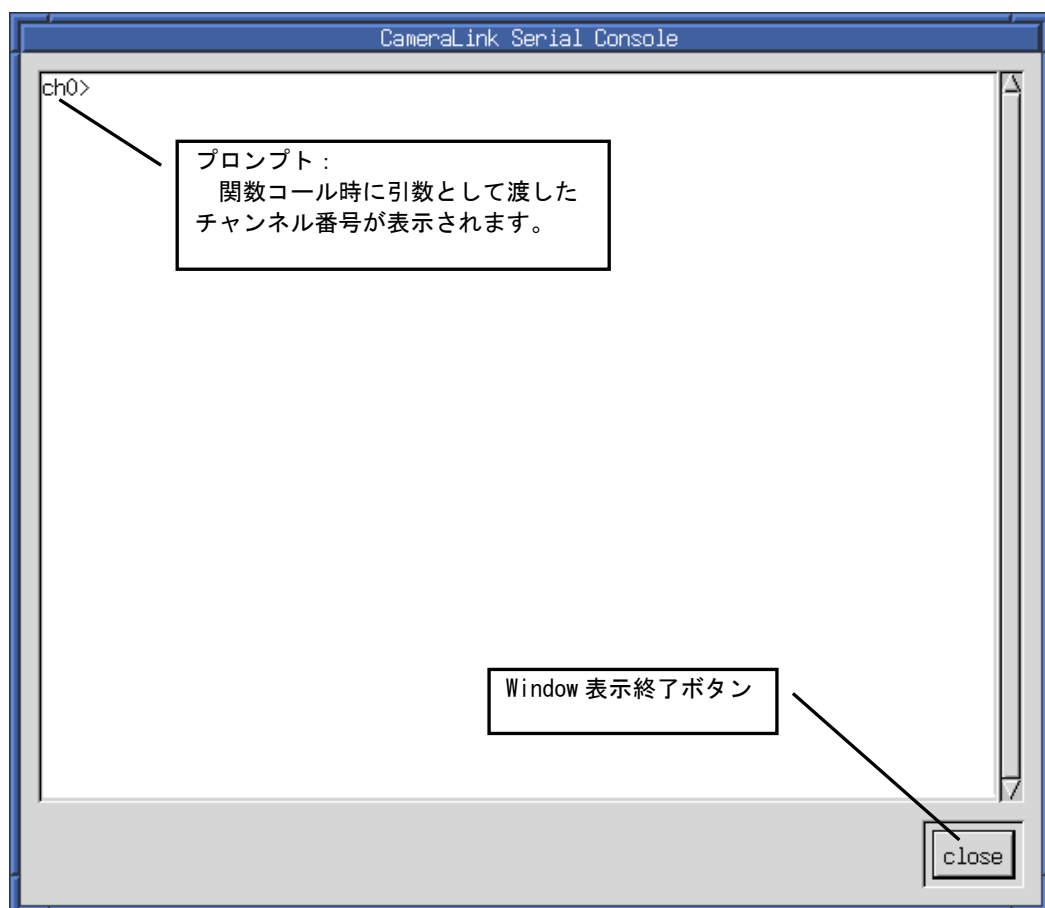 CameraLink Serial Console
ch0>
プロンプト：
　関数コール時に引数として渡した
チャンネル番号が表示されます。
Window 表示終了ボタン
close